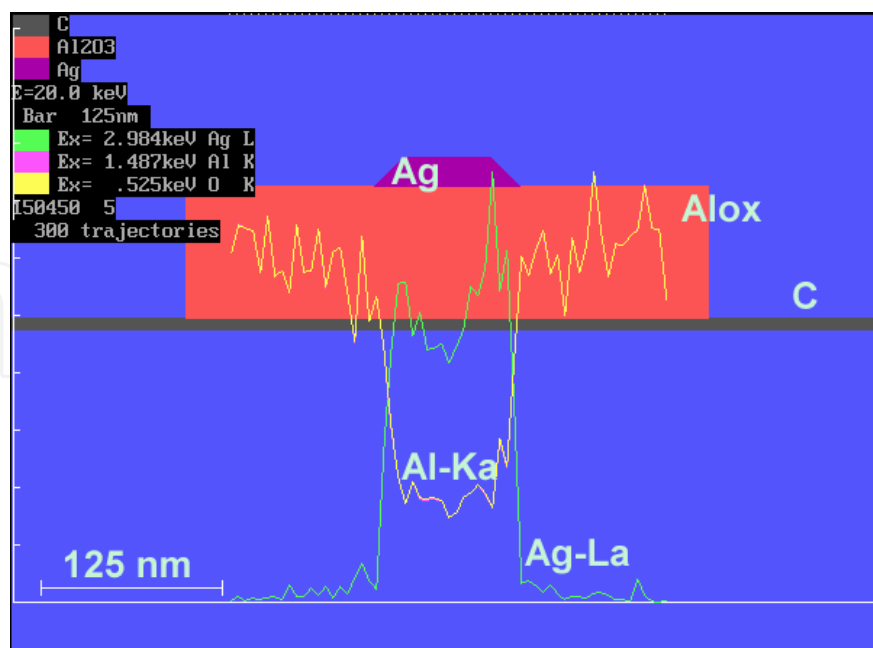 C
Al2O3
Ag
E=20.0 keV
Bar 125nm
Ex= 2.984keV Ag L
Ex= 1.487keV Al K
Ex= .525keV O K
I50450 5
300 trajectories
Ag
Alox
C
Al-Ka
Ag-La
125 nm